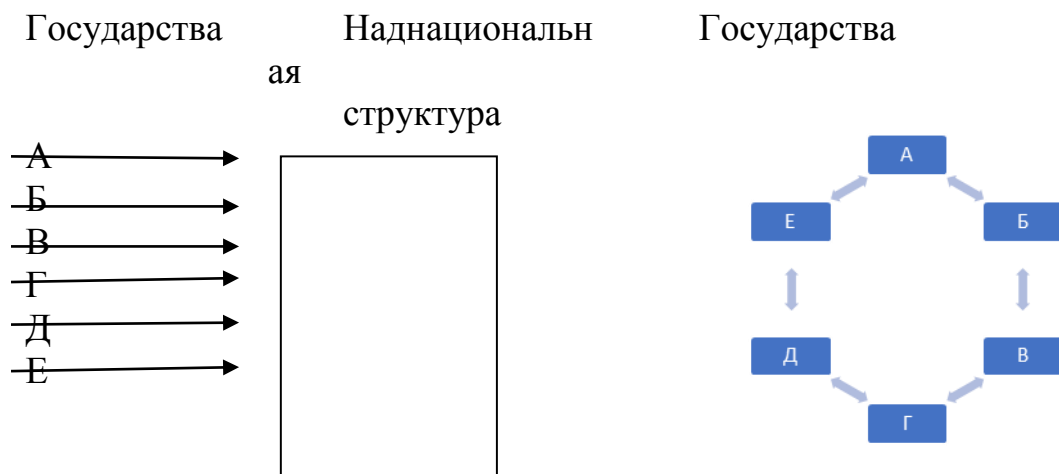 Государства Наднациональн Государства
ая
структура
А
Б
В
Г
Д
Е
А
Е Б
Д В
Г